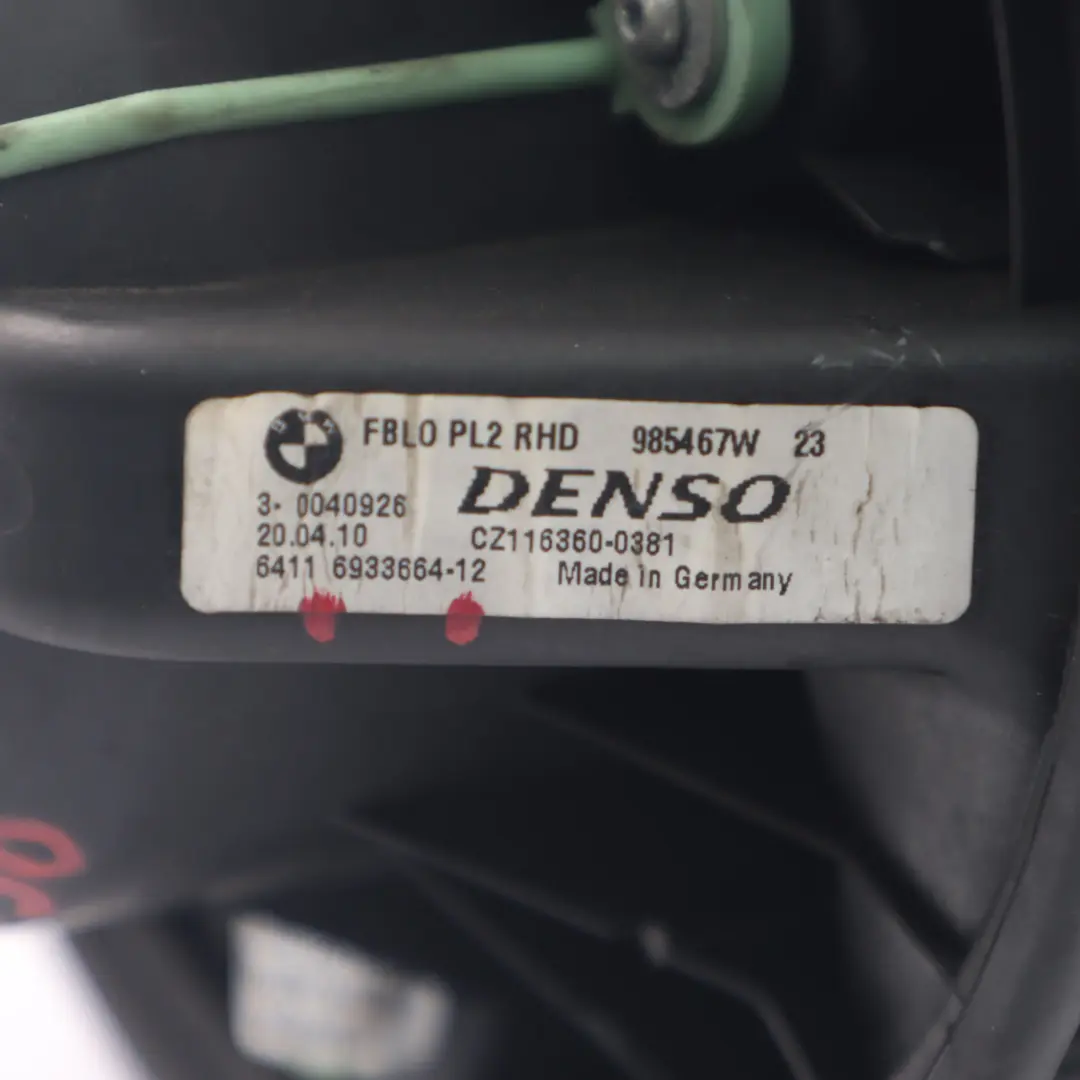 BMW FBLO PL2 RHD 985467W 23
3- 0040926 DENSO
20.04.10 CZ116360-0381
6411 6933664-12 Made in Germany